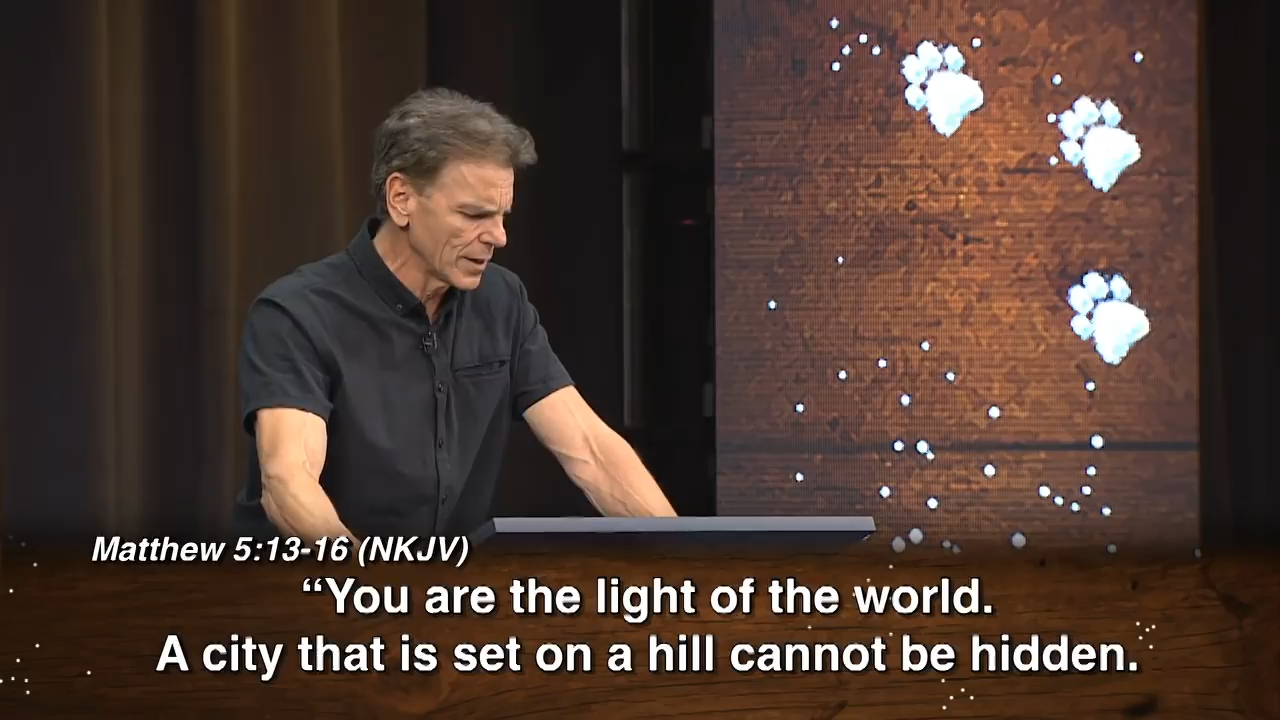 Matthew 5:13-16 (NKJV)
“You are the light of the world.
A city that is set on a hill cannot be hidden.